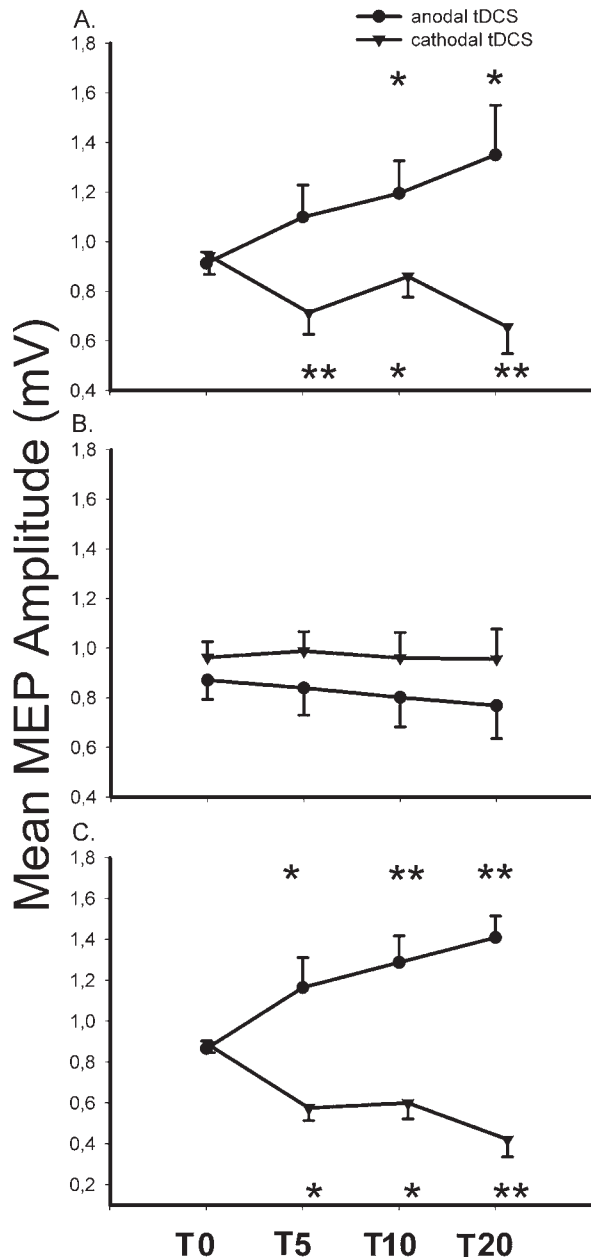 anodal tDCS
cathodal tDCS
A.
1,8
1,6
1,4
1,2
1,0
0,8
0,6
0,4
* *
** * **
B.
1,8
1,6
1,4
1,2
1,0
0,8
0,6
0,4
C.
1,8
1,6
1,4
1,2
1,0
0,8
0,6
0,4
0,2
* ** **
* * **
T0 T5 T10 T20
Mean MEP Amplitude (mV)